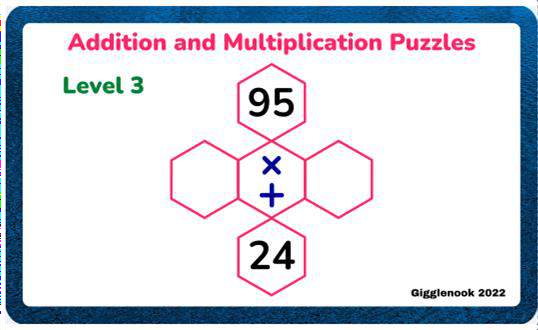 Addition and Multiplication Puzzles
Level 3
95
×
+
24
Gigglenook 2022